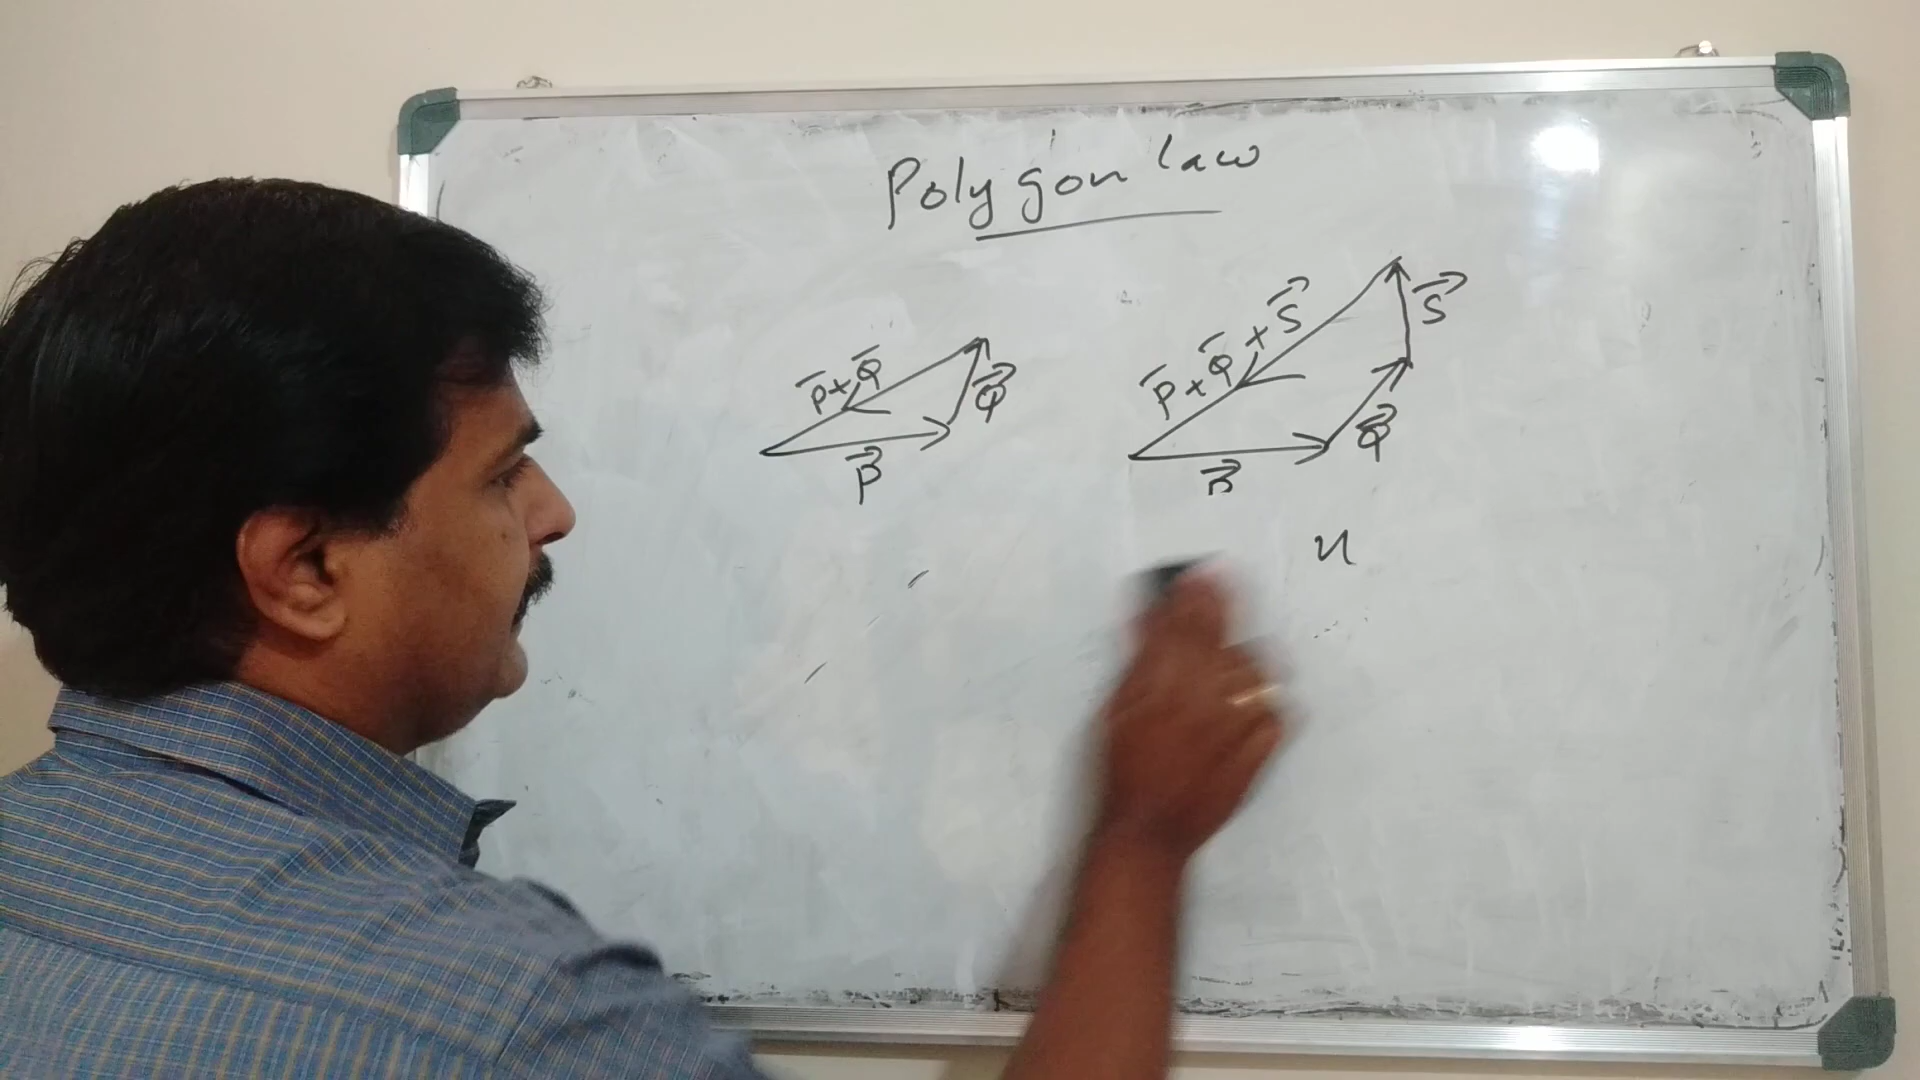 Polygon law
P̅+Q̅
Q⃗
P⃗
P̅+Q̅+S⃗
S⃗
Q⃗